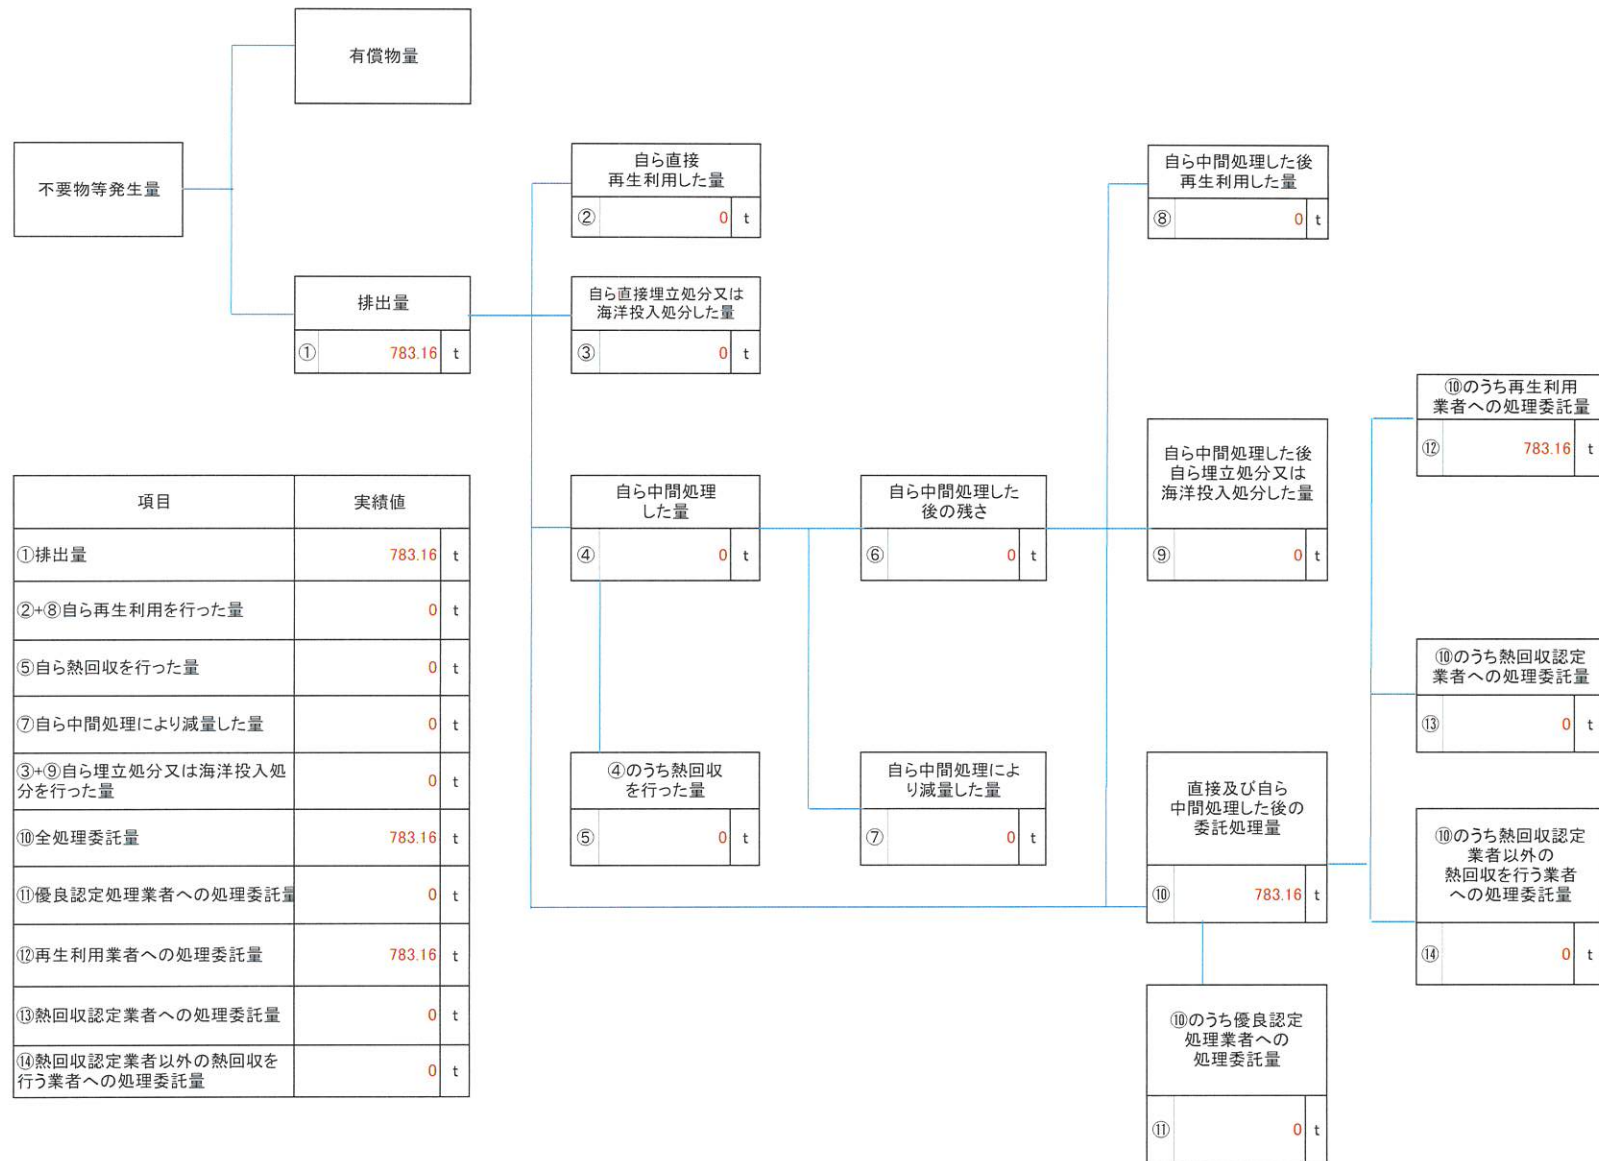 有償物量
不要物等発生量
排出量
① 783.16 t
自ら直接
再生利用した量
② 0 t
自ら直接埋立処分又は
海洋投入処分した量
③ 0 t
自ら中間処理
した量
④ 0 t
④のうち熱回収
を行った量
⑤ 0 t
自ら中間処理した
後の残さ
⑥ 0 t
自ら中間処理によ
り減量した量
⑦ 0 t
自ら中間処理した後
再生利用した量
⑧ 0 t
自ら中間処理した後
自ら埋立処分又は
海洋投入処分した量
⑨ 0 t
直接及び自ら
中間処理した後の
委託処理量
⑩ 783.16 t
⑩のうち優良認定
処理業者への
処理委託量
⑪ 0 t
⑩のうち再生利用
業者への処理委託量
⑫ 783.16 t
⑩のうち熱回収認定
業者への処理委託量
⑬ 0 t
⑩のうち熱回収認定
業者以外の
熱回収を行う業者
への処理委託量
⑭ 0 t
項目 実績値
①排出量 783.16 t
②+⑧自ら再生利用を行った量 0 t
⑤自ら熱回収を行った量 0 t
⑦自ら中間処理により減量した量 0 t
③+⑨自ら埋立処分又は海洋投入処
分を行った量 0 t
⑩全処理委託量 783.16 t
⑪優良認定処理業者への処理委託量 0 t
⑫再生利用業者への処理委託量 783.16 t
⑬熱回収認定業者への処理委託量 0 t
⑭熱回収認定業者以外の熱回収を
行う業者への処理委託量 0 t